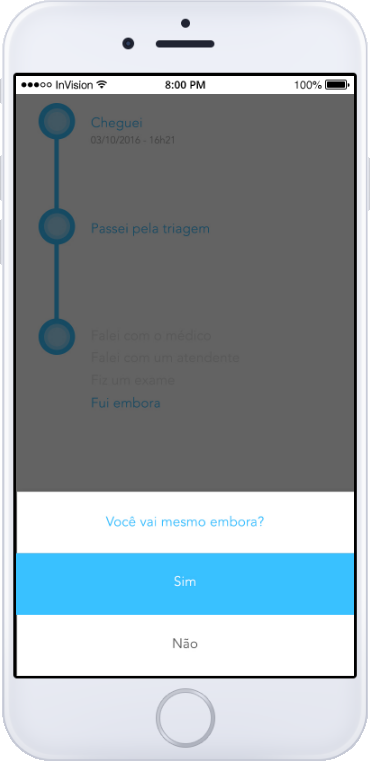 InVision 8:00 PM 100%
Cheguei
03/10/2016 - 16h21
Passei pela triagem
Falei com o médico
Falei com um atendente
Fiz um exame
Fui embora
Você vai mesmo embora?
Sim
Não